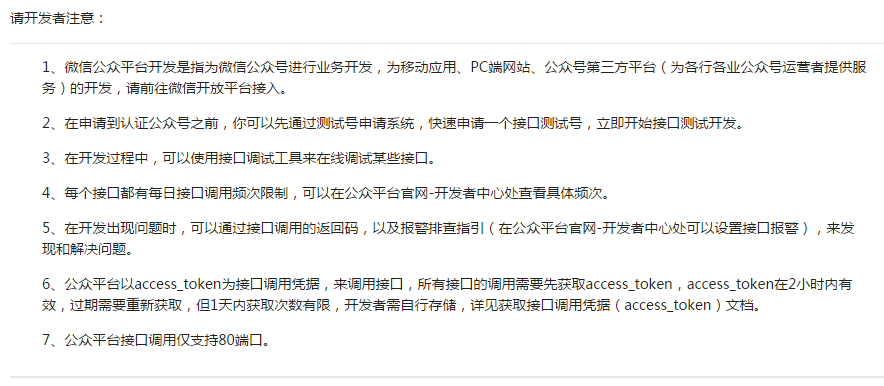 请开发者注意：
1、微信公众平台开发是指为微信公众号进行业务开发，为移动应用、PC端网站、公众号第三方平台（为各行各业公众号运营者提供服
务）的开发，请前往微信开放平台接入。
2、在申请到认证公众号之前，你可以先通过测试号申请系统，快速申请一个接口测试号，立即开始接口测试开发。
3、在开发过程中，可以使用接口调试工具来在线调试某些接口。
4、每个接口都有每日接口调用频次限制，可以在公众平台官网-开发者中心处查看具体频次。
5、在开发出现问题时，可以通过接口调用的返回码，以及报警排查指引（在公众平台官网-开发者中心处可以设置接口报警），来发
现和解决问题。
6、公众平台以access_token为接口调用凭据，来调用接口，所有接口的调用需要先获取access_token，access_token在2小时内有
效，过期需要重新获取，但1天内获取次数有限，开发者需自行存储，详见获取接口调用凭据（access_token）文档。
7、公众平台接口调用仅支持80端口。